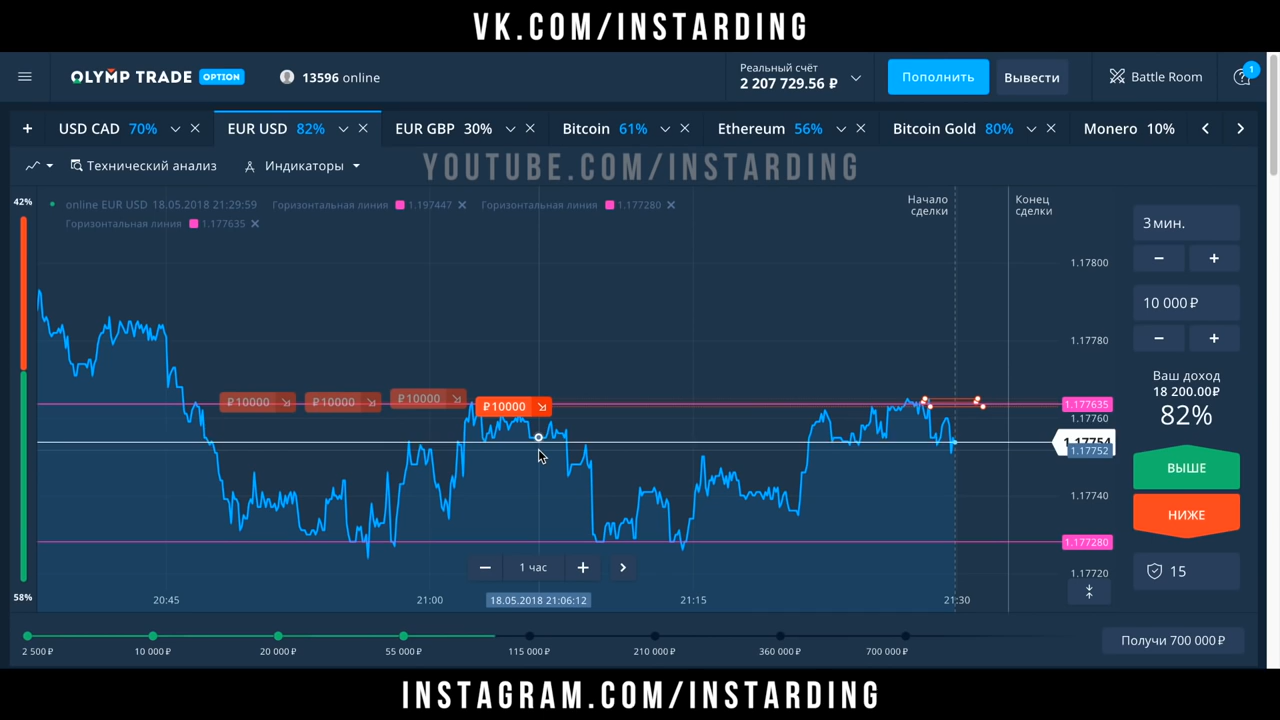 VK.COM/INSTARDING
OLYMP TRADE OPTION
13596 online
Реальный счёт
2 207 729.56 ₽
Пополнить
Вывести
Battle Room
1
+ USD CAD 70%
EUR USD 82%
EUR GBP 30%
Bitcoin 61%
Ethereum 56%
Bitcoin Gold 80%
Monero 10%
Технический анализ
Индикаторы
YOUTUBE.COM/INSTARDING
42%
online EUR USD 18.05.2018 21:29:59
Горизонтальная линия 1.197447
Горизонтальная линия 1.177280
Горизонтальная линия 1.177635
Начало
сделки
Конец
сделки
3 мин.
− +
10 000 ₽
− +
Ваш доход
18 200.00₽
82%
ВЫШЕ
НИЖЕ
15
1.17800
1.17780
1.177635
1.17760
1.17754
1.17752
1.17740
1.177280
1.17720
₽10000
₽10000
₽10000
₽10000
− 1 час +
58%
20:45
21:00
18.05.2018 21:06:12
21:15
21:30
2 500 ₽
10 000 ₽
20 000 ₽
55 000 ₽
115 000 ₽
210 000 ₽
360 000 ₽
700 000 ₽
Получи 700 000 ₽
INSTAGRAM.COM/INSTARDING